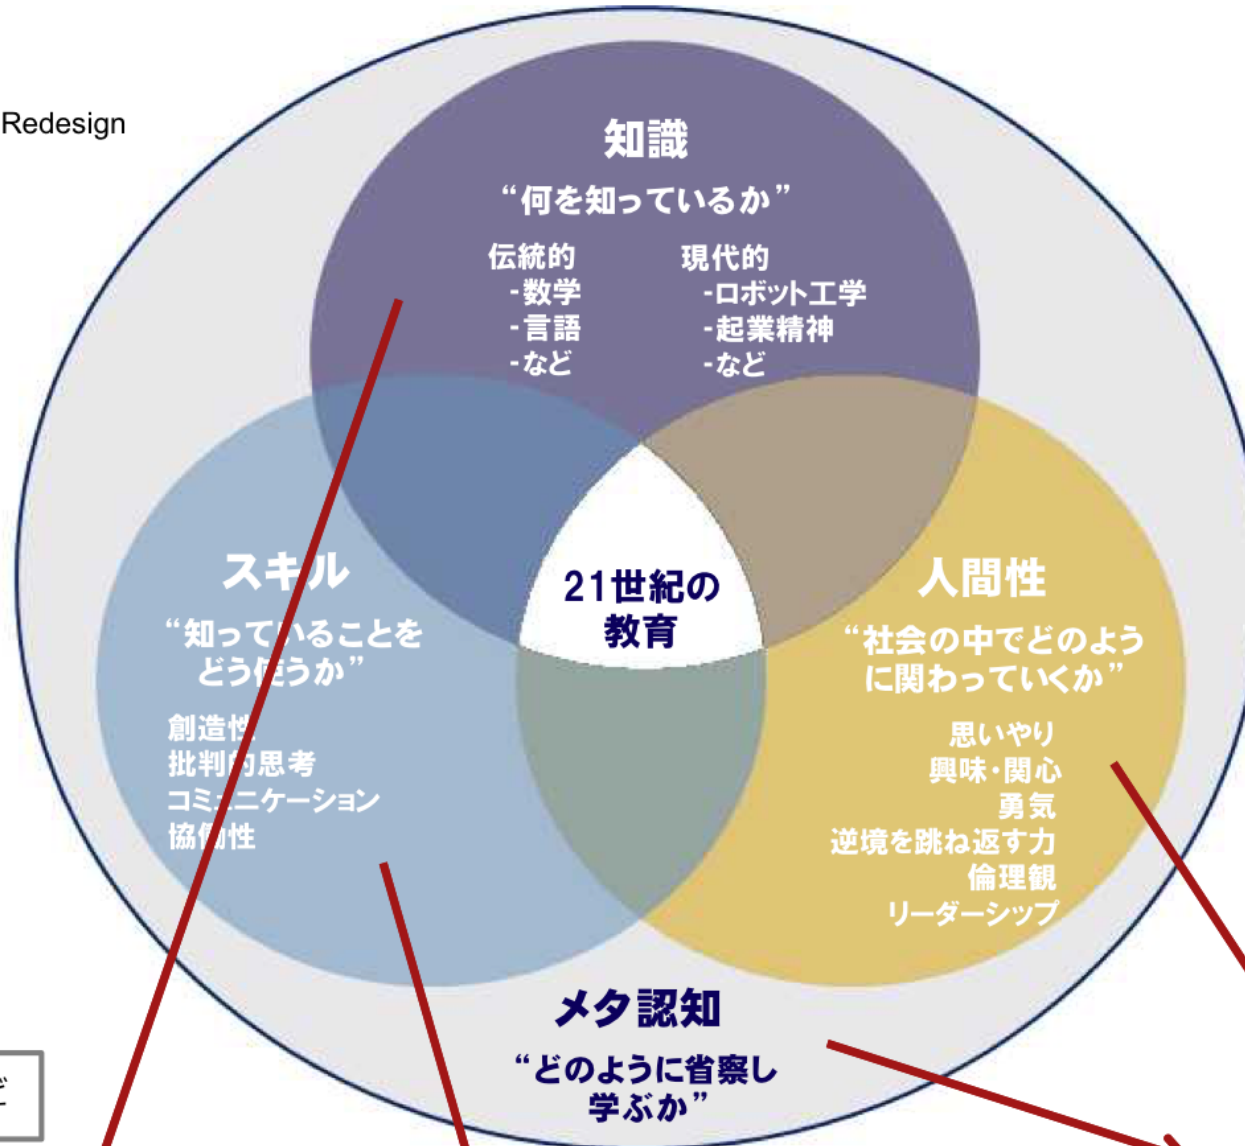 Redesign
知識
“何を知っているか”
伝統的
-数学
-言語
-など
現代的
-ロボット工学
-起業精神
-など
スキル
“知っていることを
どう使うか”
創造性
批判的思考
コミュニケーション
協働性
21世紀の
教育
人間性
“社会の中でどのよう
に関わっていくか”
思いやり
興味・関心
勇気
逆境を跳ね返す力
倫理観
リーダーシップ
メタ認知
“どのように省察し
学ぶか”